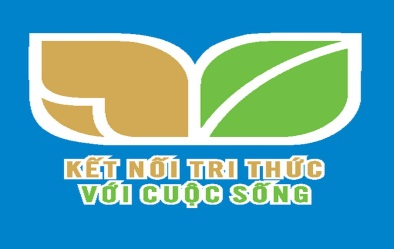 KẾT NỐI TRI THỨC
VỚI CUỘC SỐNG